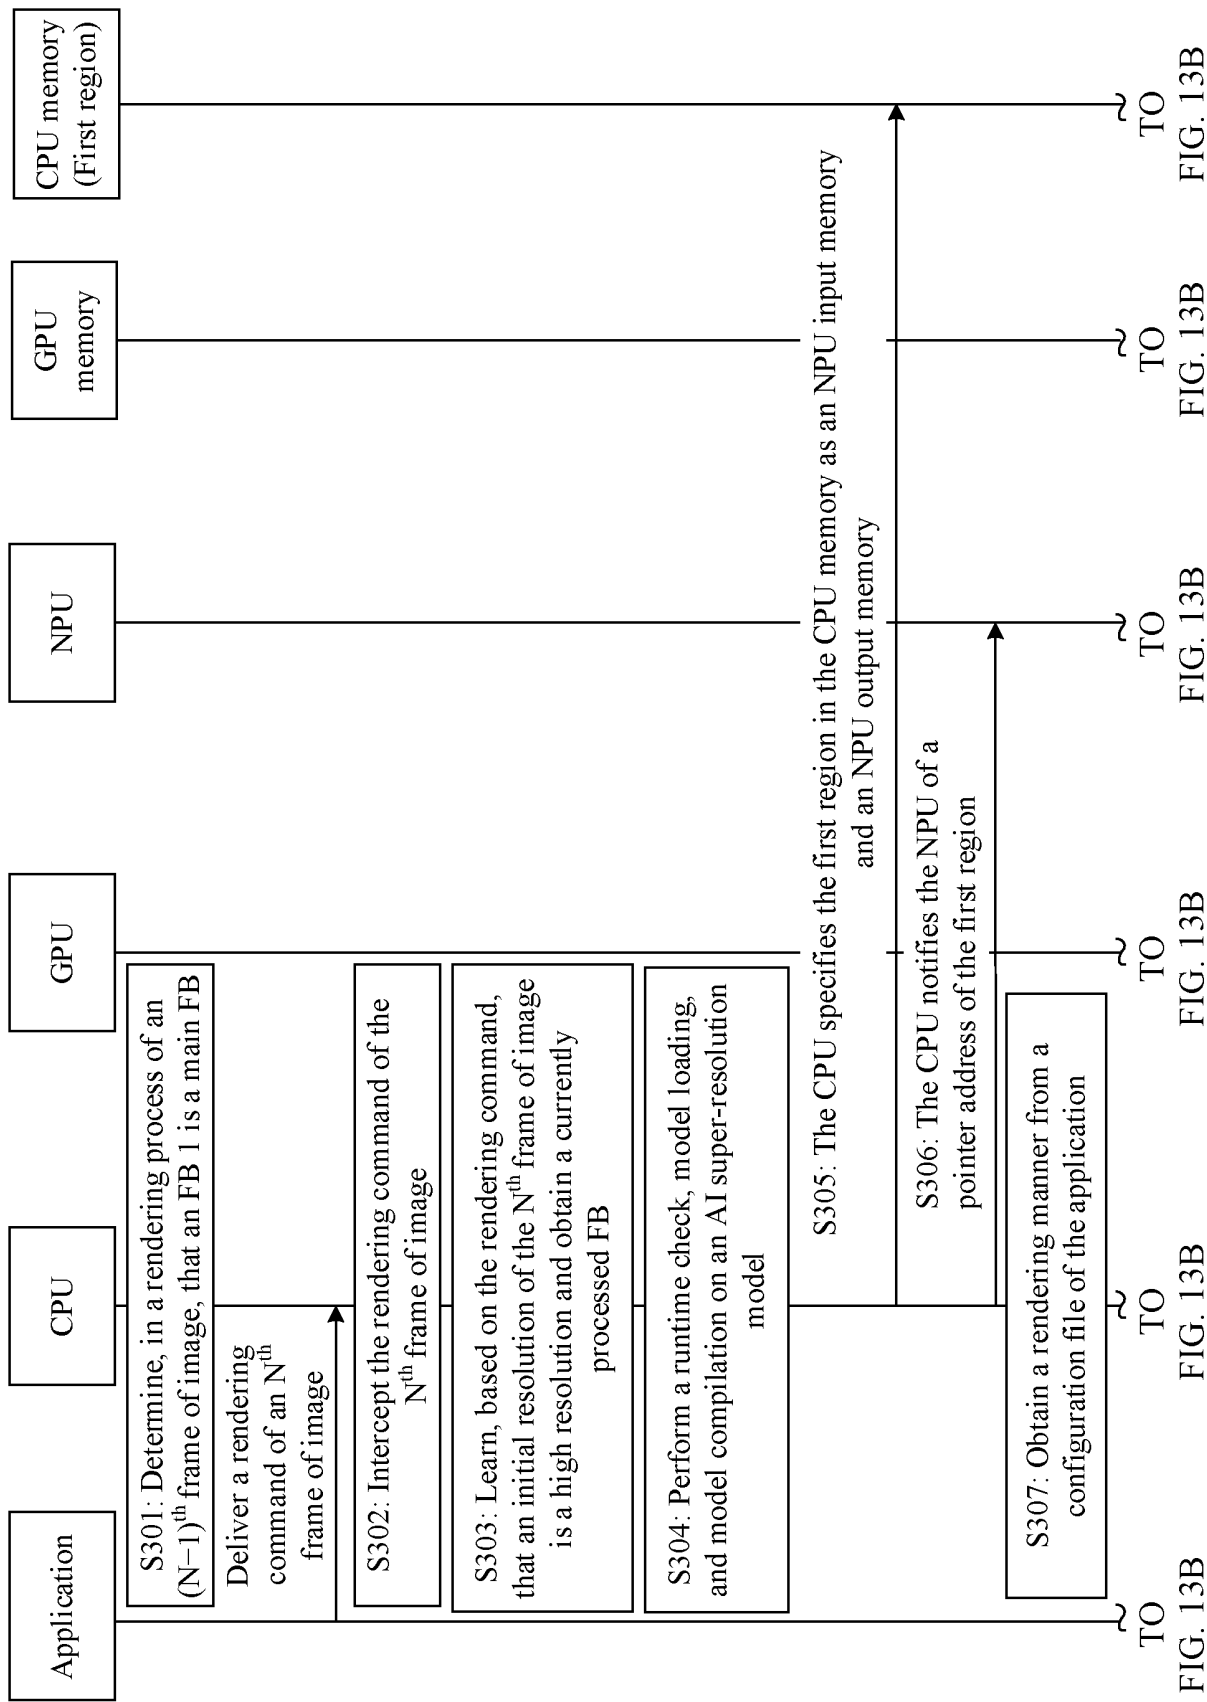 Application
CPU
GPU
NPU
GPU
memory
CPU memory
(First region)
S301: Determine, in a rendering process of an
(N−1)th frame of image, that an FB 1 is a main FB
Deliver a rendering
command of an Nth
frame of image
S302: Intercept the rendering command of the
Nth frame of image
S303: Learn, based on the rendering command,
that an initial resolution of the Nth frame of image
is a high resolution and obtain a currently
processed FB
S304: Perform a runtime check, model loading,
and model compilation on an AI super-resolution
model
S305: The CPU specifies the first region in the CPU memory as an NPU input memory
and an NPU output memory
S306: The CPU notifies the NPU of a
pointer address of the first region
S307: Obtain a rendering manner from a
configuration file of the application
TO
FIG. 13B
TO
FIG. 13B
TO
FIG. 13B
TO
FIG. 13B
TO
FIG. 13B
TO
FIG. 13B